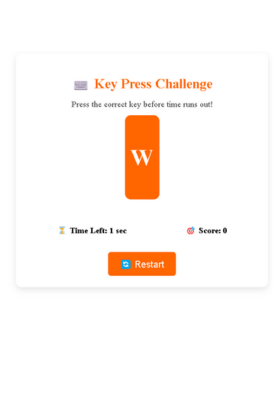 Key Press Challenge
Press the correct key before time runs out!
W
Time Left: 1 sec
Score: 0
Restart